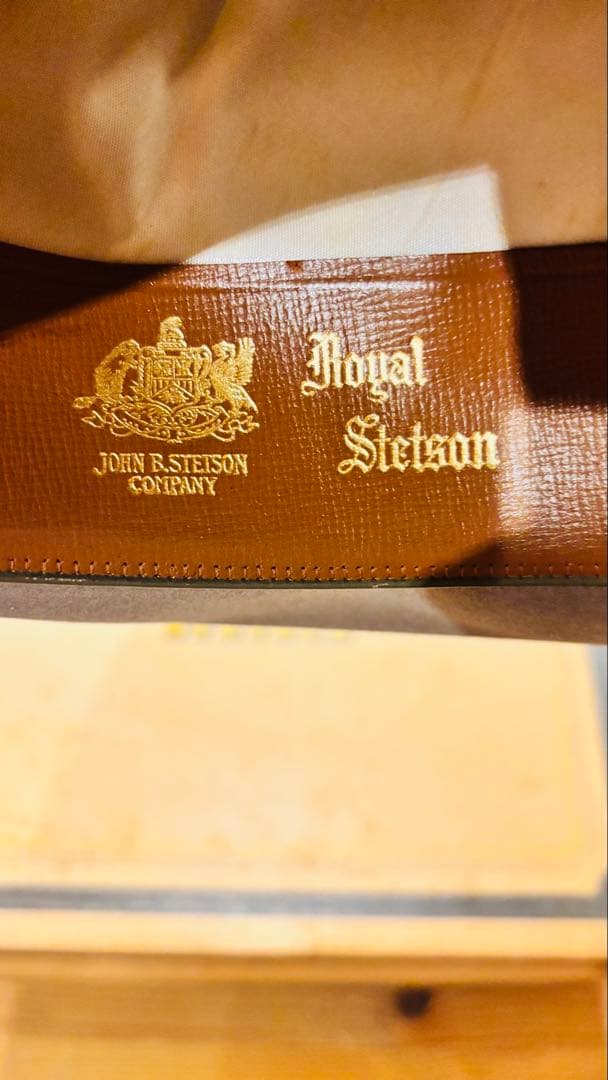 Royal
Stetson
JOHN B. STETSON
COMPANY